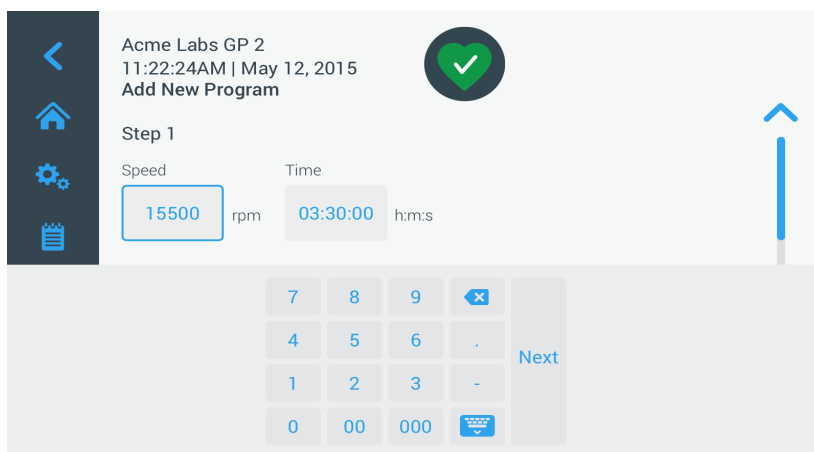 Acme Labs GP 2
11:22:24AM | May 12, 2015
Add New Program
Step 1
Speed Time
15500 rpm 03:30:00 h:m:s
7 8 9
4 5 6 .
Next
1 2 3 -
0 00 000